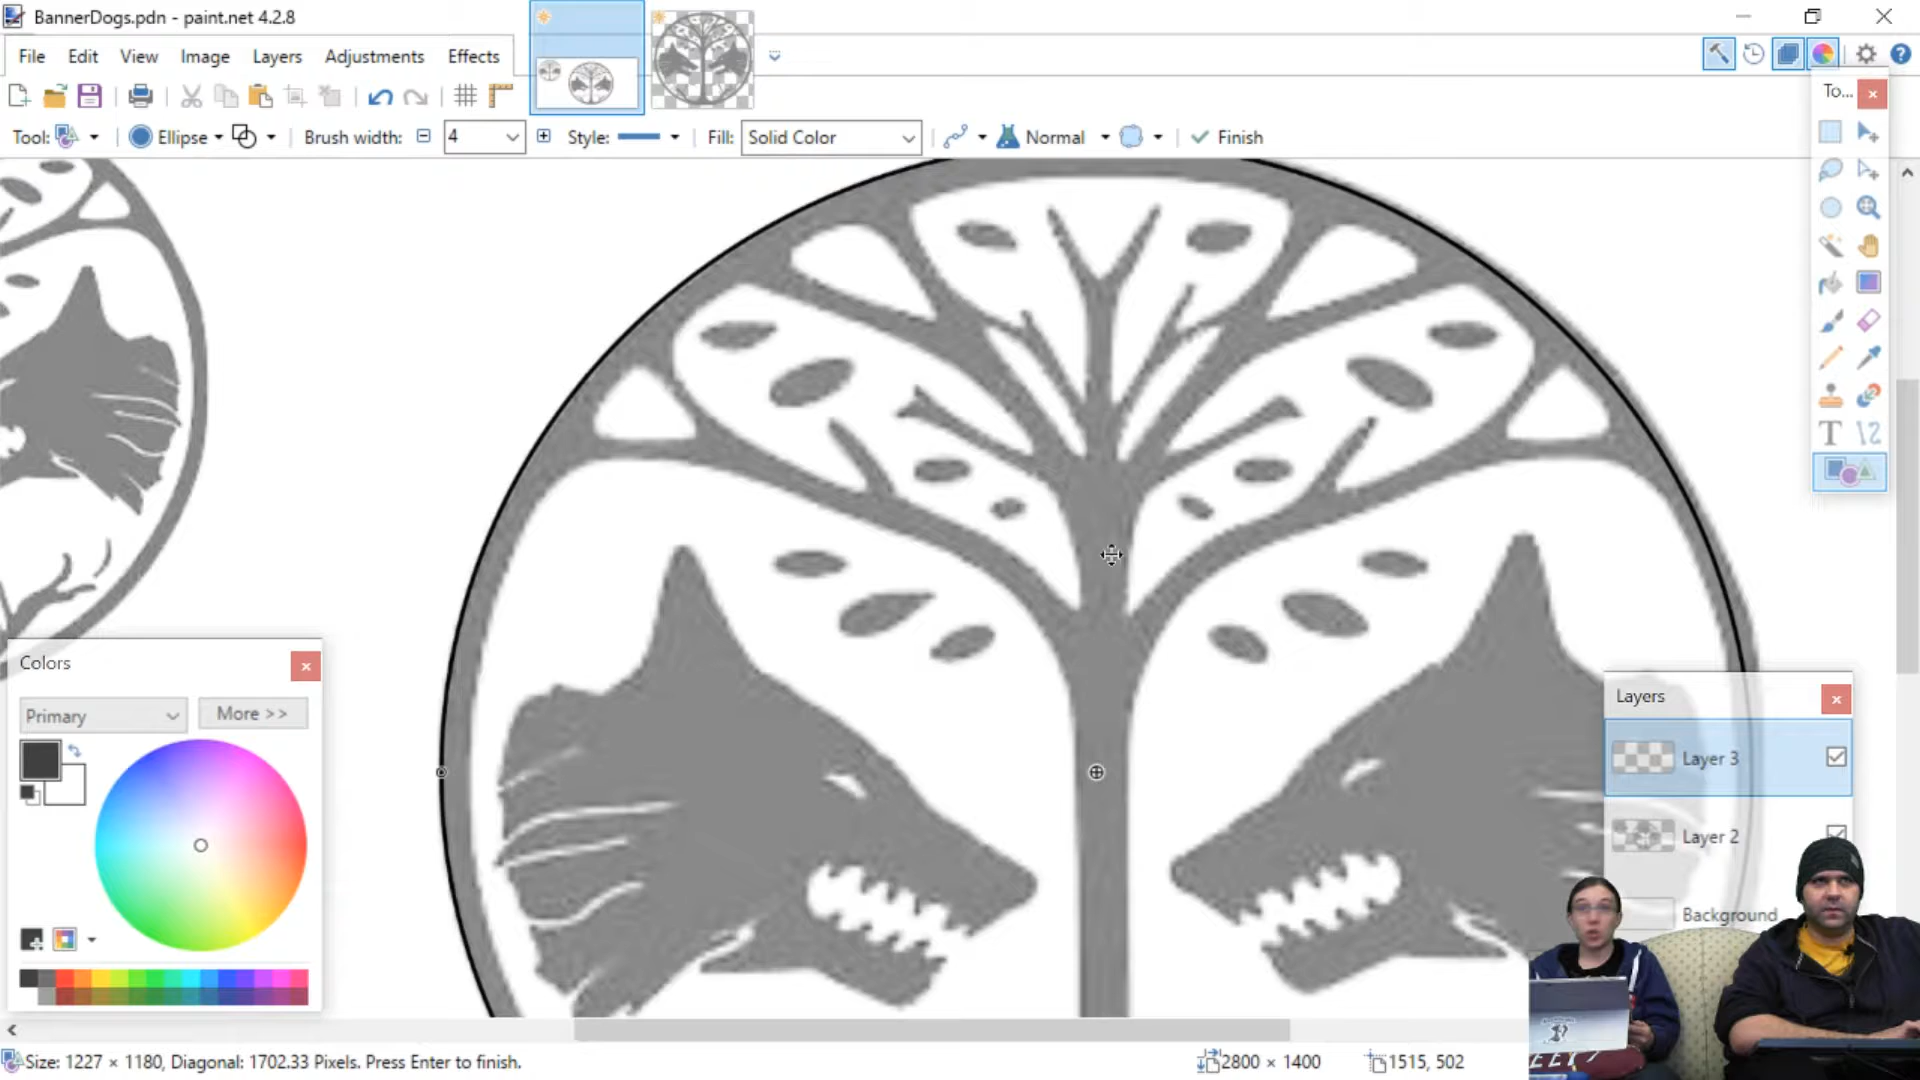 BannerDogs.pdn - paint.net 4.2.8
File Edit View Image Layers Adjustments Effects
Tool: Ellipse Brush width: 4 Style: Fill: Solid Color Normal Finish
To...
T
Colors
Primary More >>
Layers
Layer 3
Layer 2
Background
Size: 1227 × 1180, Diagonal: 1702.33 Pixels. Press Enter to finish. 2800 × 1400 1515, 502